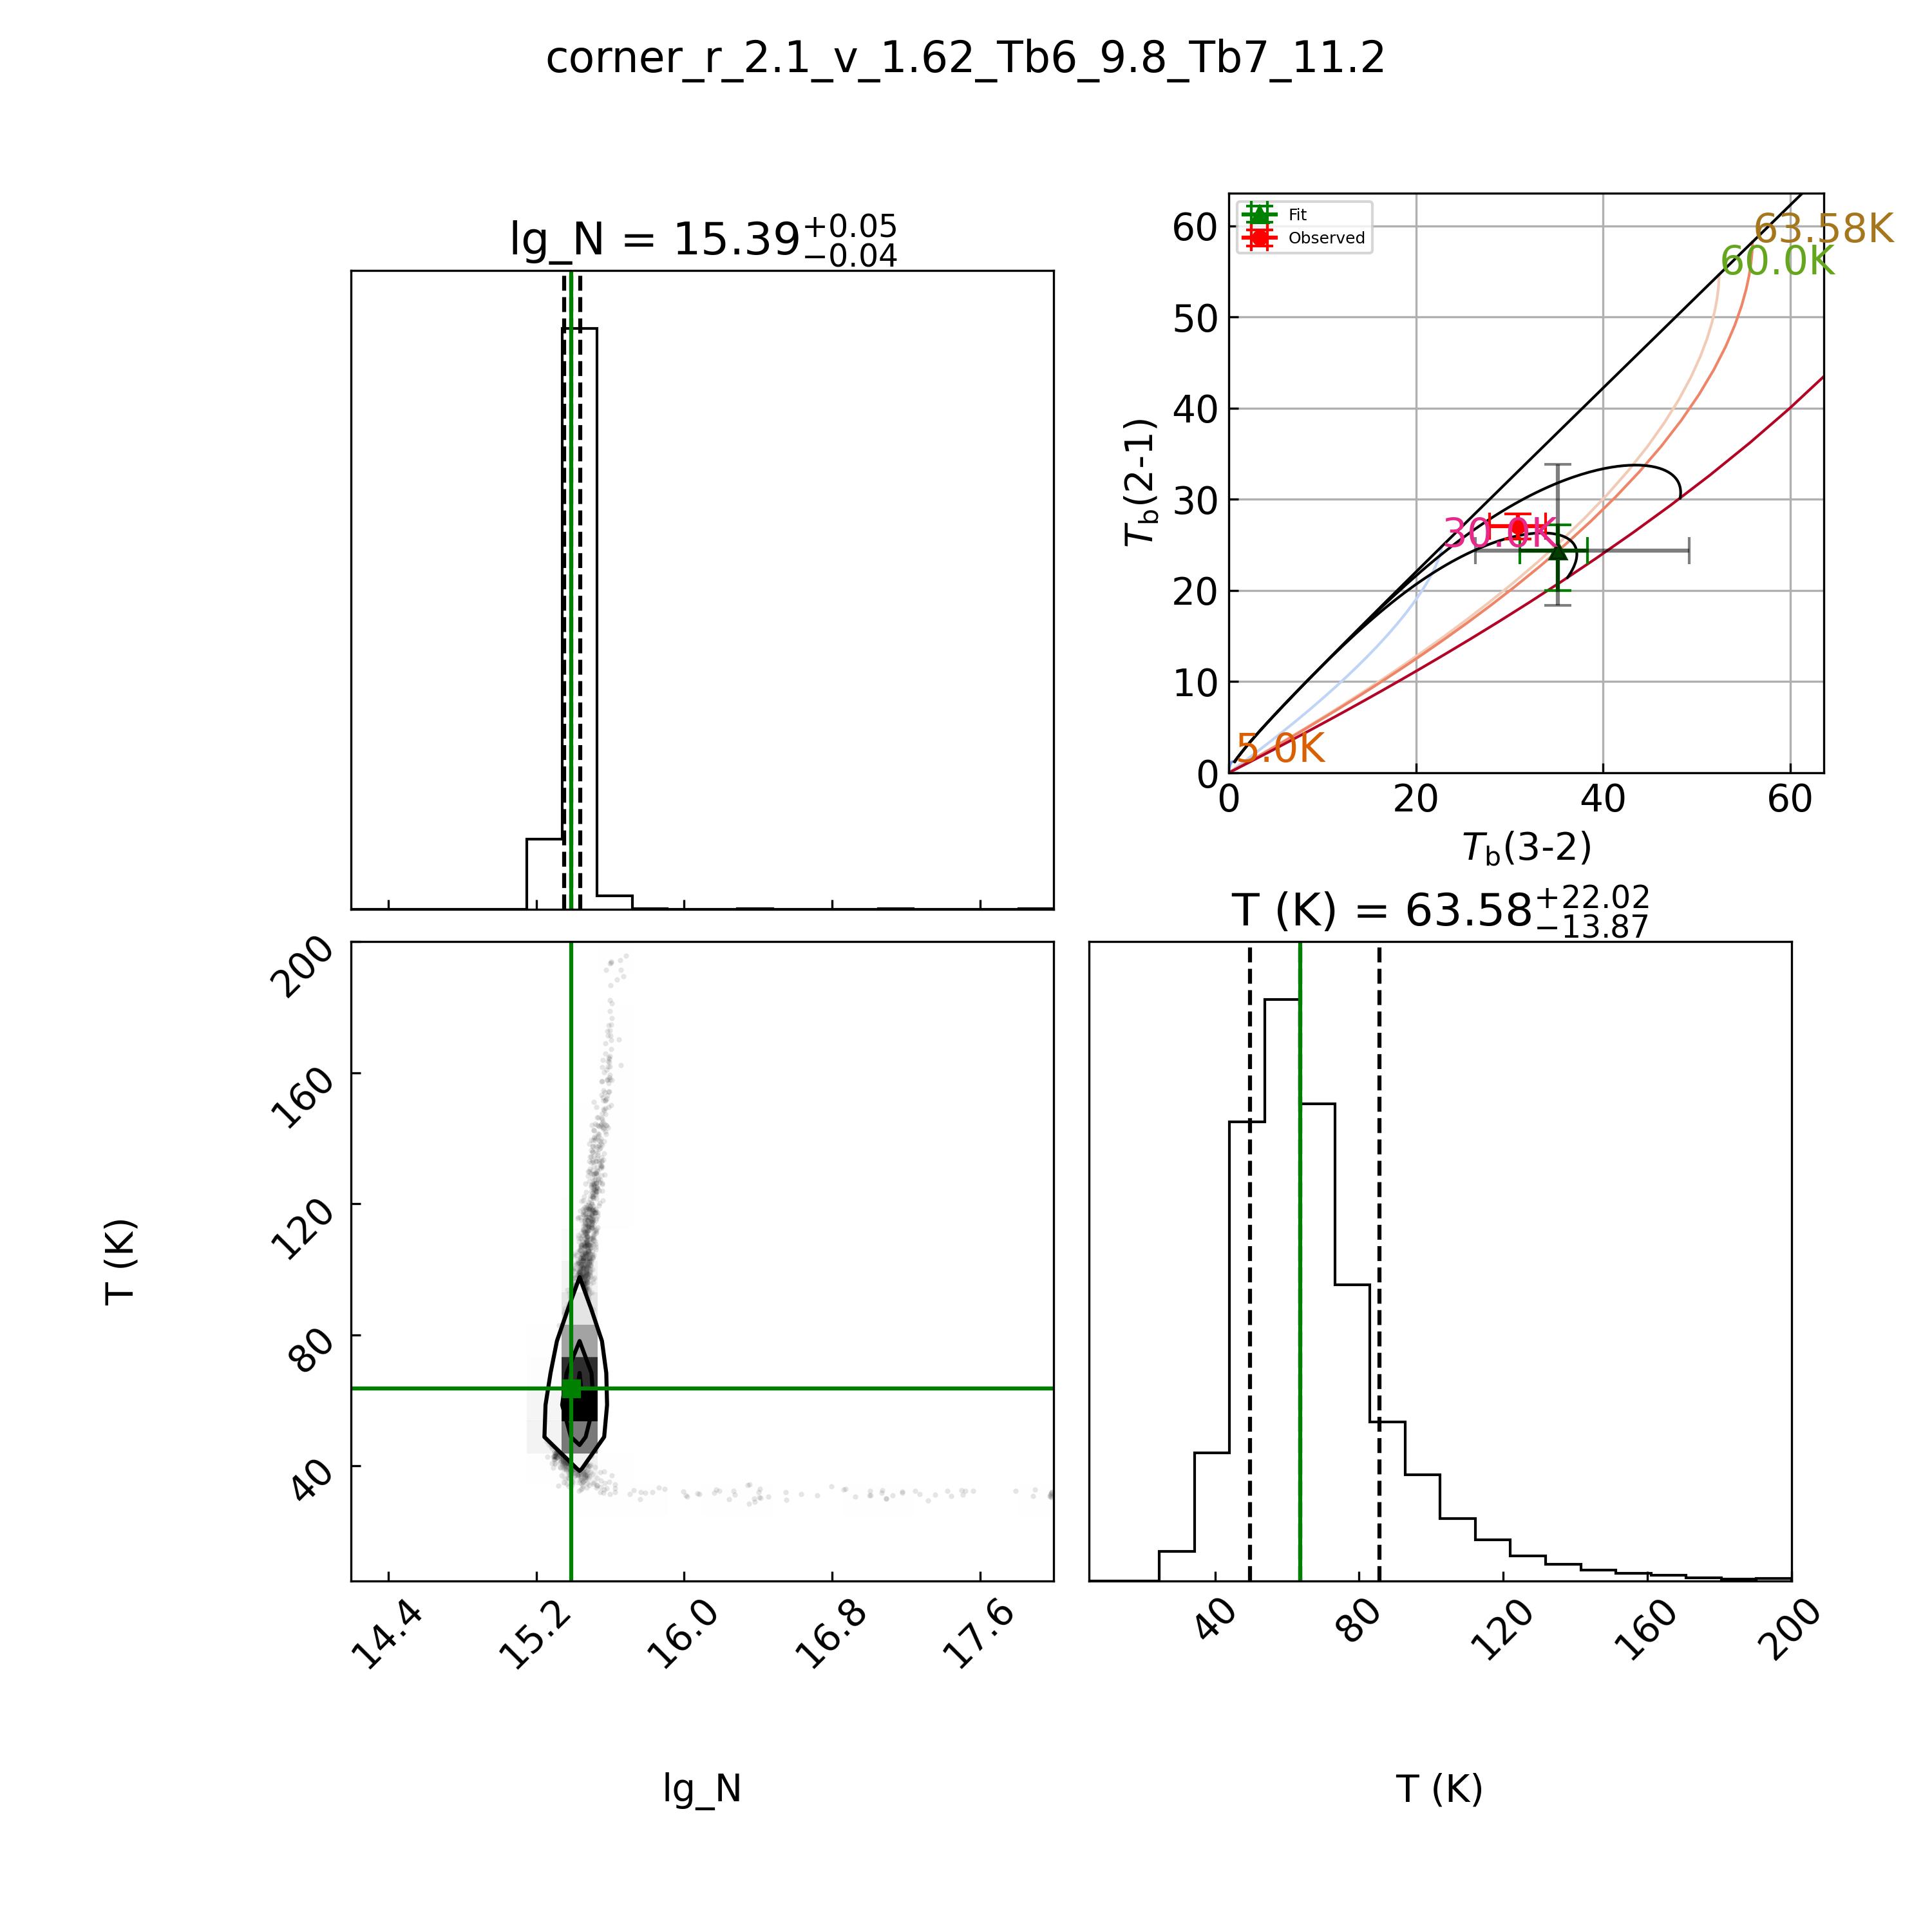 corner_r_2.1_v_1.62_Tb6_9.8_Tb7_11.2
lg_N = 15.39 +0.05 −0.04
Fit
Observed
63.58K
60.0K
30.0K
5.0K
60
50
40
30
20
10
0
T_b(2-1)
0 20 40 60
T_b(3-2)
T (K) = 63.58 +22.02 −13.87
200
160
120
80
40
T (K)
14.4 15.2 16.0 16.8 17.6
lg_N
40 80 120 160 200
T (K)